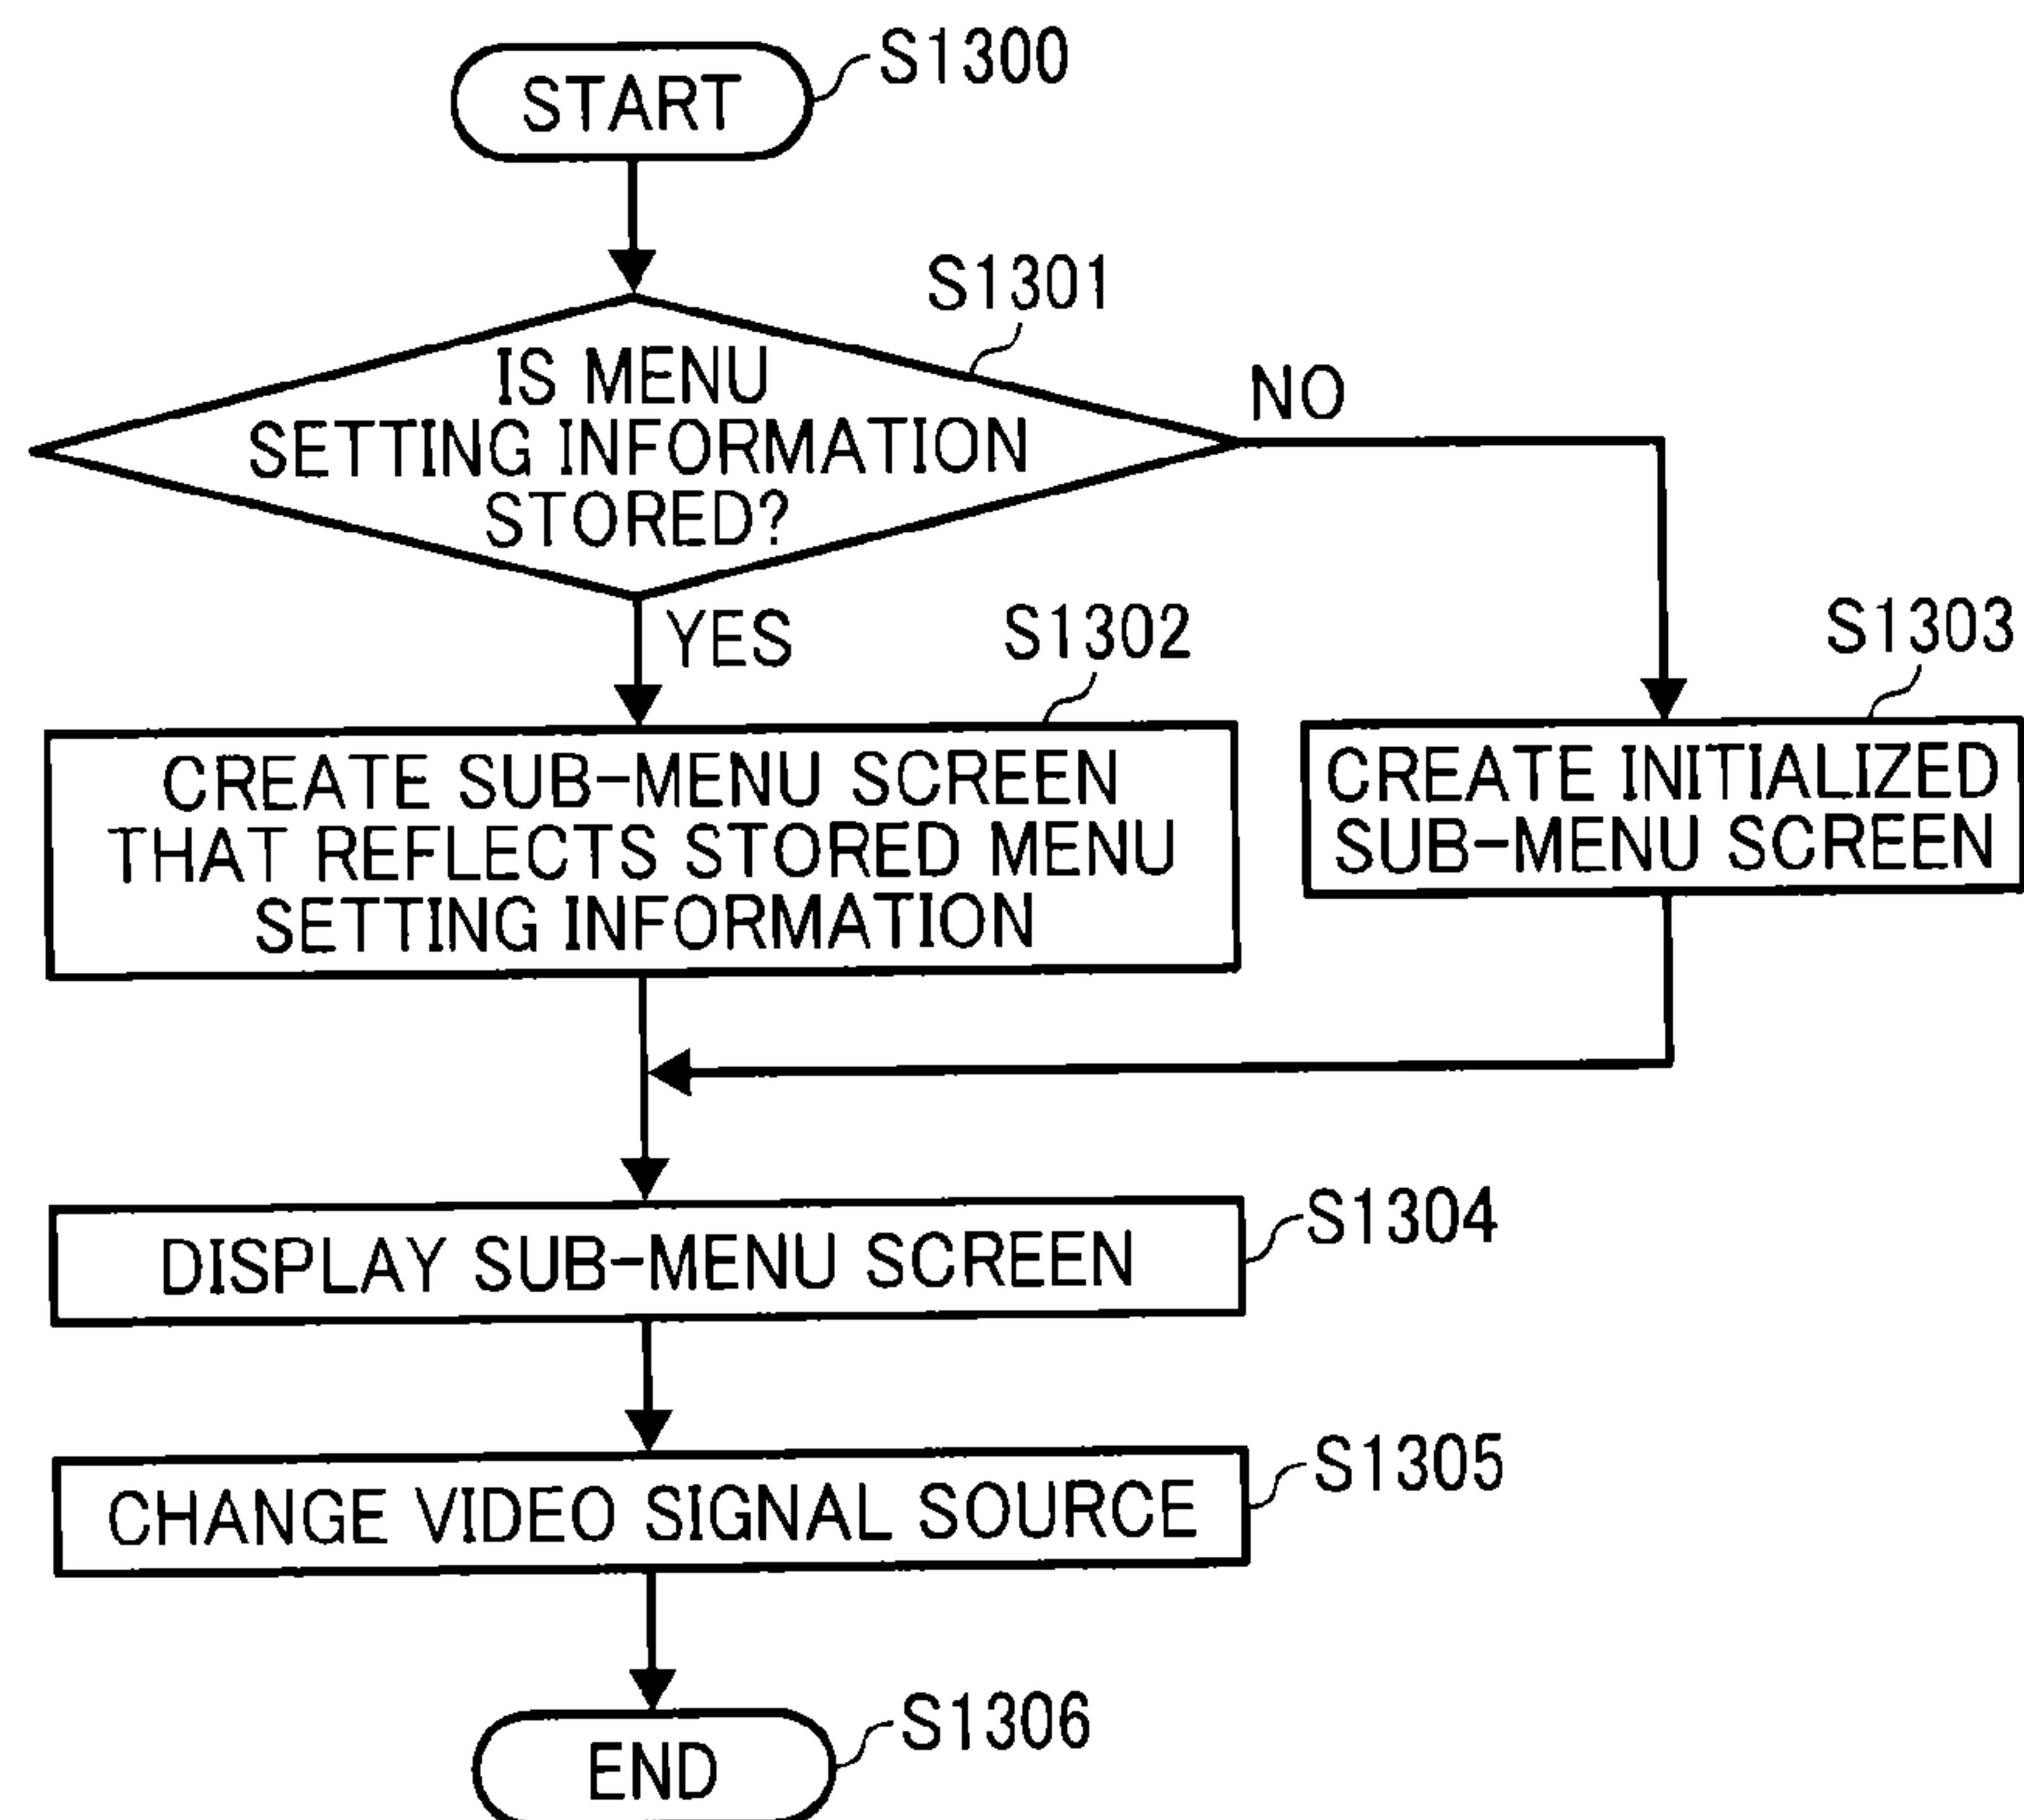 START
S1300
S1301
IS MENU
SETTING INFORMATION
STORED?
NO
YES
S1302
S1303
CREATE SUB-MENU SCREEN
THAT REFLECTS STORED MENU
SETTING INFORMATION
CREATE INITIALIZED
SUB-MENU SCREEN
DISPLAY SUB-MENU SCREEN
S1304
CHANGE VIDEO SIGNAL SOURCE
S1305
END
S1306